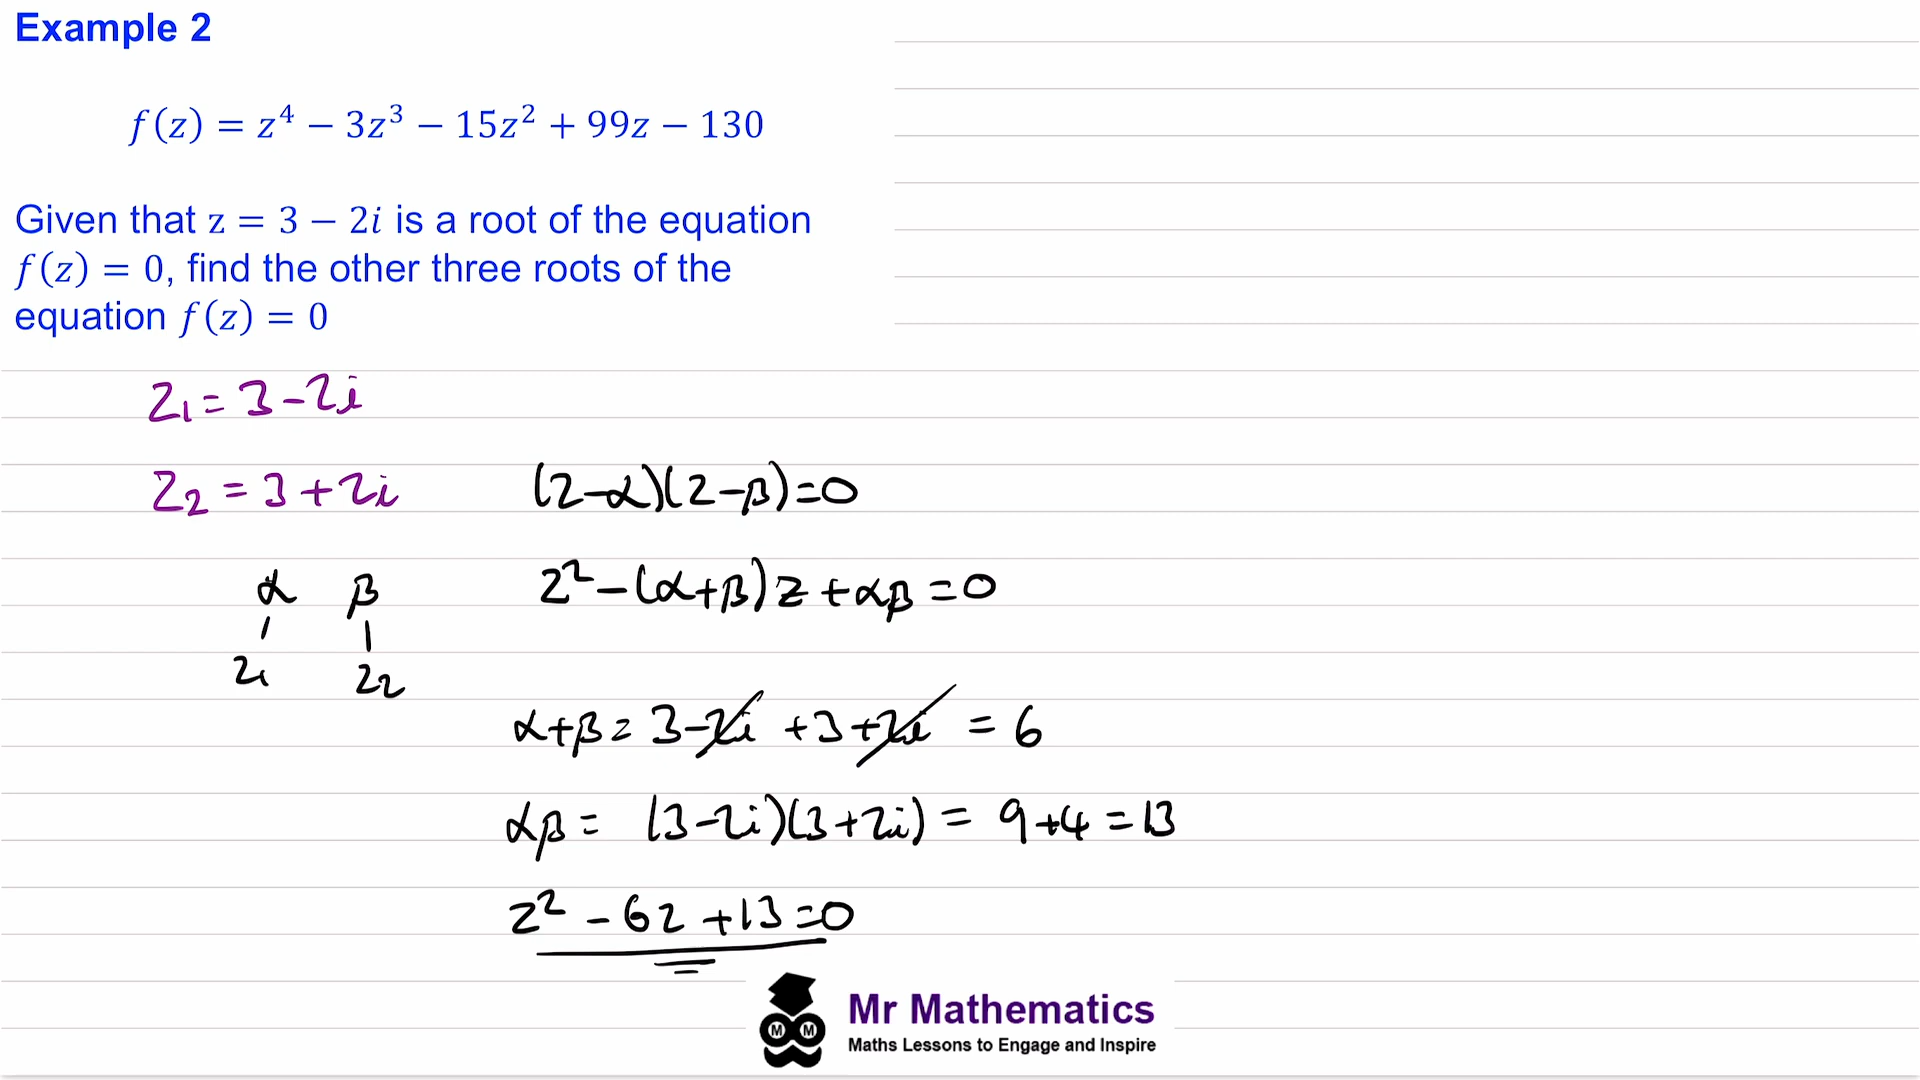 Example 2
f(z) = z⁴ − 3z³ − 15z² + 99z − 130
Given that z = 3 − 2i is a root of the equation
f(z) = 0, find the other three roots of the
equation f(z) = 0
z₁ = 3 - 2i
z₂ = 3 + 2i
(z-α)(z-β)=0
α β
z₁ z₂
z² - (α+β)z + αβ = 0
α+β = 3-2i + 3+2i = 6
αβ = (3-2i)(3+2i) = 9+4 = 13
z² - 6z + 13 = 0
M M
Mr Mathematics
Maths Lessons to Engage and Inspire